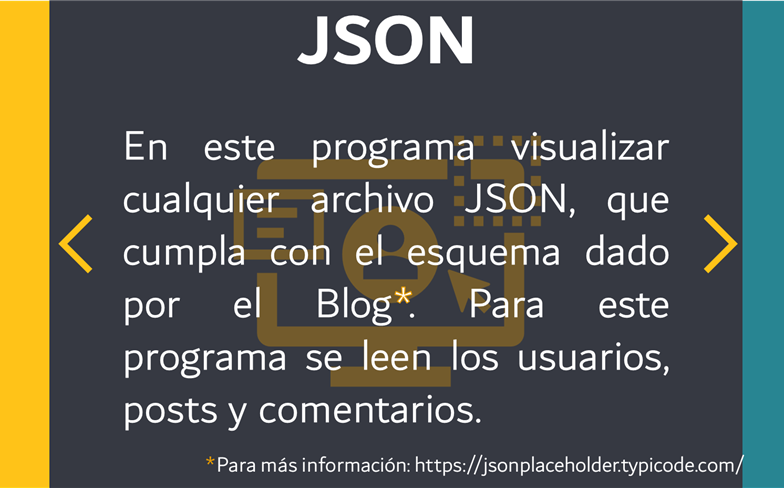 JSON
En este programa visualizar
cualquier archivo JSON, que
cumpla con el esquema dado
por el Blog*. Para este
programa se leen los usuarios,
posts y comentarios.
*Para más información: https://jsonplaceholder.typicode.com/